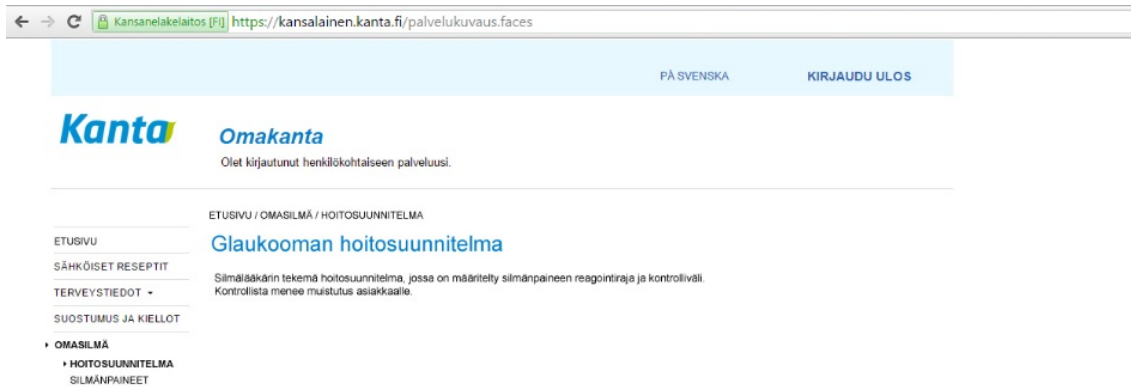 Kansanelakelaitos [FI] https://kansalainen.kanta.fi/palvelukuvaus.faces
PÅ SVENSKA KIRJAUDU ULOS
Kanta
Omakanta
Olet kirjautunut henkilökohtaiseen palveluusi.
ETUSIVU / OMASILMÄ / HOITOSUUNNITELMA
Glaukooman hoitosuunnitelma
Silmälääkärin tekemä hoitosuunnitelma, jossa on määritelty silmänpaineen reagointiraja ja kontrolliväli.
Kontrollista menee muistutus asiakkaalle.
ETUSIVU
SÄHKÖISET RESEPTIT
TERVEYSTIEDOT
SUOSTUMUS JA KIELLOT
OMASILMÄ
HOITOSUUNNITELMA
SILMÄNPAINEET